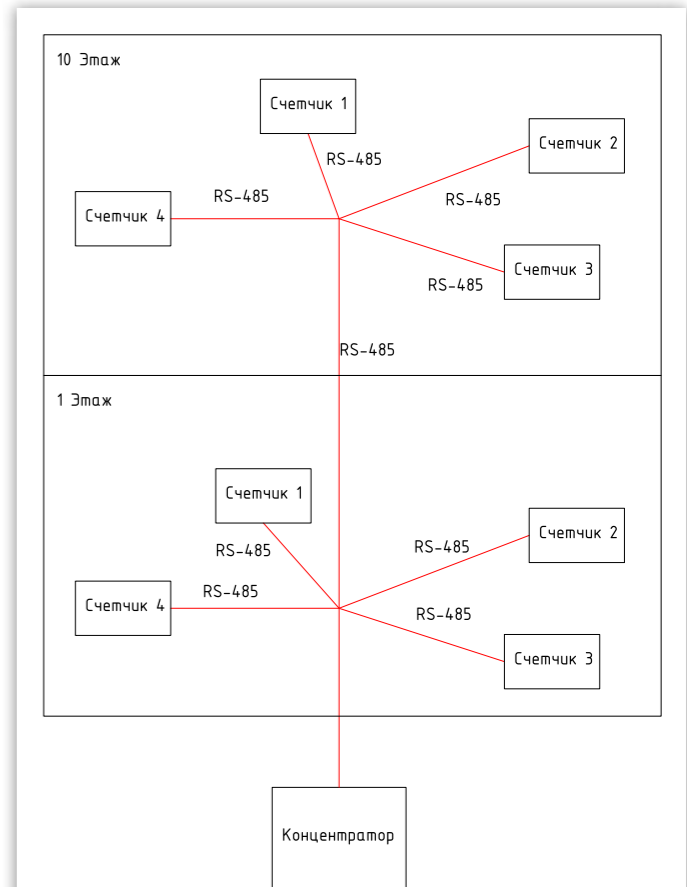 10 Этаж
Счетчик 1
Счетчик 2
RS-485
Счетчик 4
RS-485
RS-485
Счетчик 3
RS-485
RS-485
1 Этаж
Счетчик 1
Счетчик 2
RS-485
RS-485
Счетчик 4
RS-485
RS-485
Счетчик 3
Концентратор